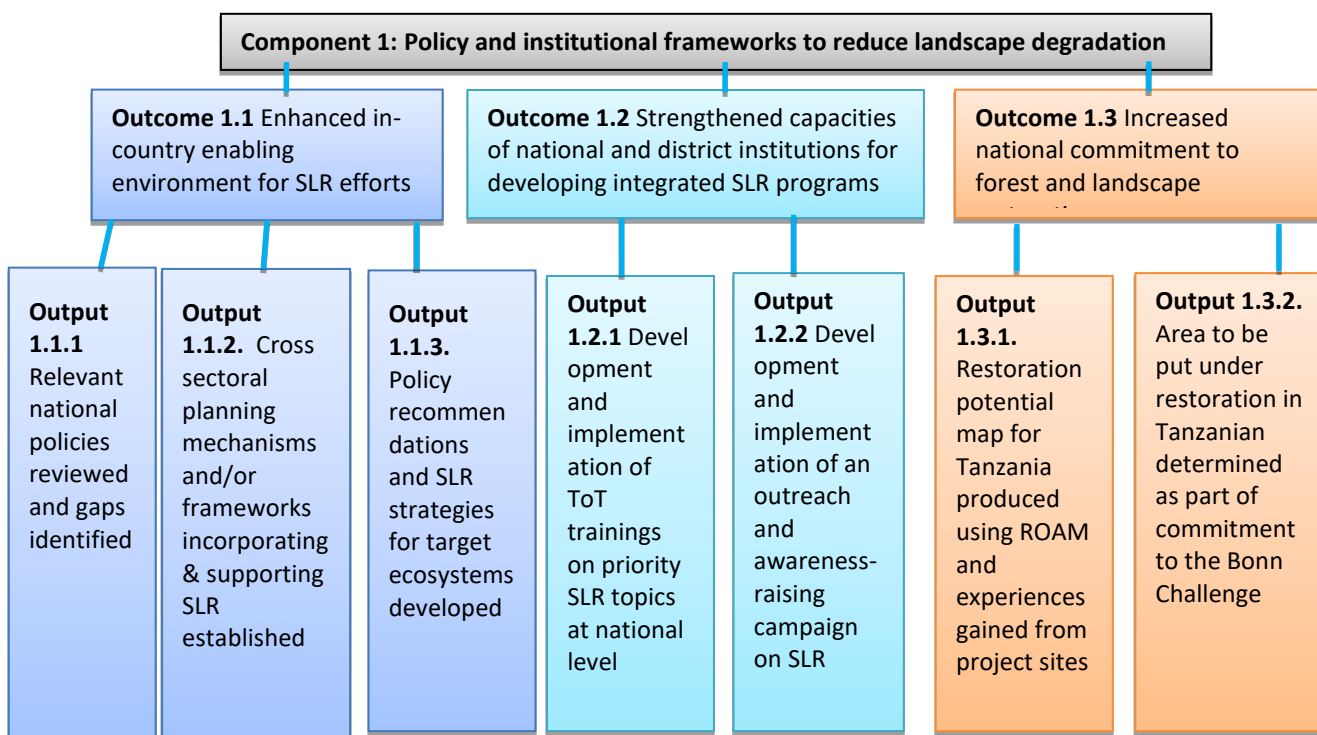 Component 1: Policy and institutional frameworks to reduce landscape degradation
Outcome 1.1 Enhanced in-
country enabling
environment for SLR efforts
Outcome 1.2 Strengthened capacities
of national and district institutions for
developing integrated SLR programs
Outcome 1.3 Increased
national commitment to
forest and landscape
Output
1.1.1
Relevant
national
policies
reviewed
and gaps
identified
Output
1.1.2. Cross
sectoral
planning
mechanisms
and/or
frameworks
incorporating
& supporting
SLR
established
Output
1.1.3.
Policy
recommen
dations
and SLR
strategies
for target
ecosystems
developed
Output
1.2.1 Devel
opment
and
implement
ation of
ToT
trainings
on priority
SLR topics
at national
level
Output
1.2.2 Devel
opment
and
implement
ation of an
outreach
and
awareness-
raising
campaign
on SLR
Output
1.3.1.
Restoration
potential
map for
Tanzania
produced
using ROAM
and
experiences
gained from
project sites
Output 1.3.2.
Area to be
put under
restoration in
Tanzanian
determined
as part of
commitment
to the Bonn
Challenge